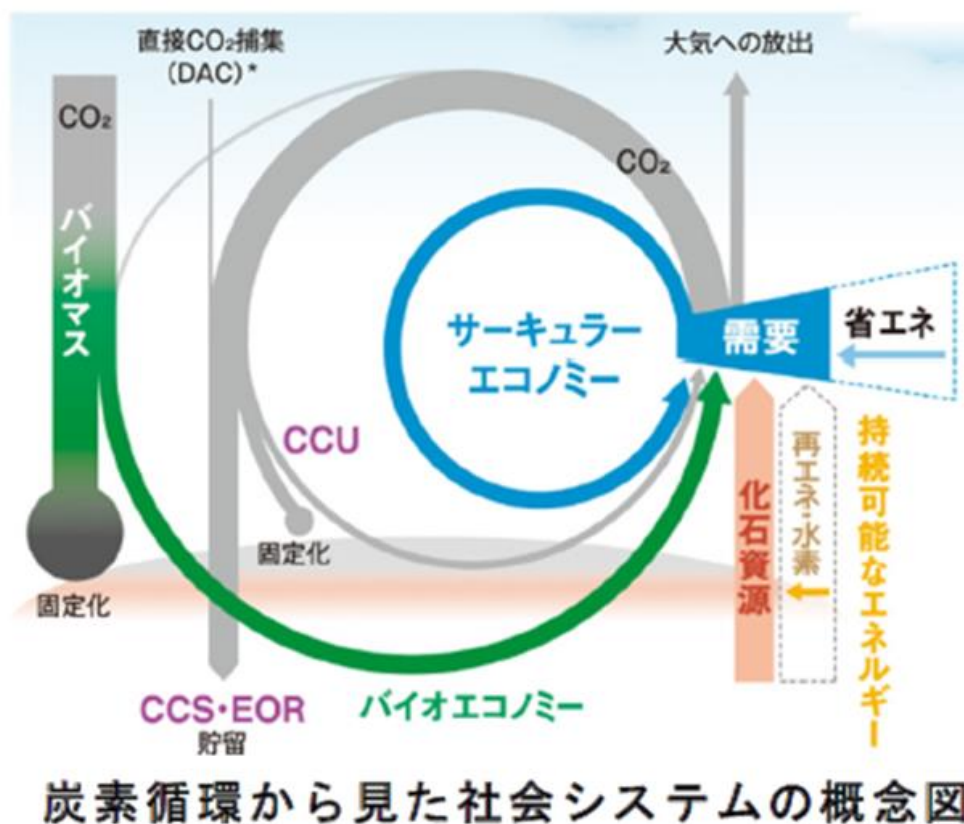 直接CO₂捕集
(DAC)*
大気への放出
CO₂
バイオマス
CO₂
サーキュラー
エコノミー
需要
省エネ
CCU
固定化
固定化
化石資源
再エネ・水素
持続可能なエネルギー
CCS・EOR
貯留
バイオエコノミー
炭素循環から見た社会システムの概念図